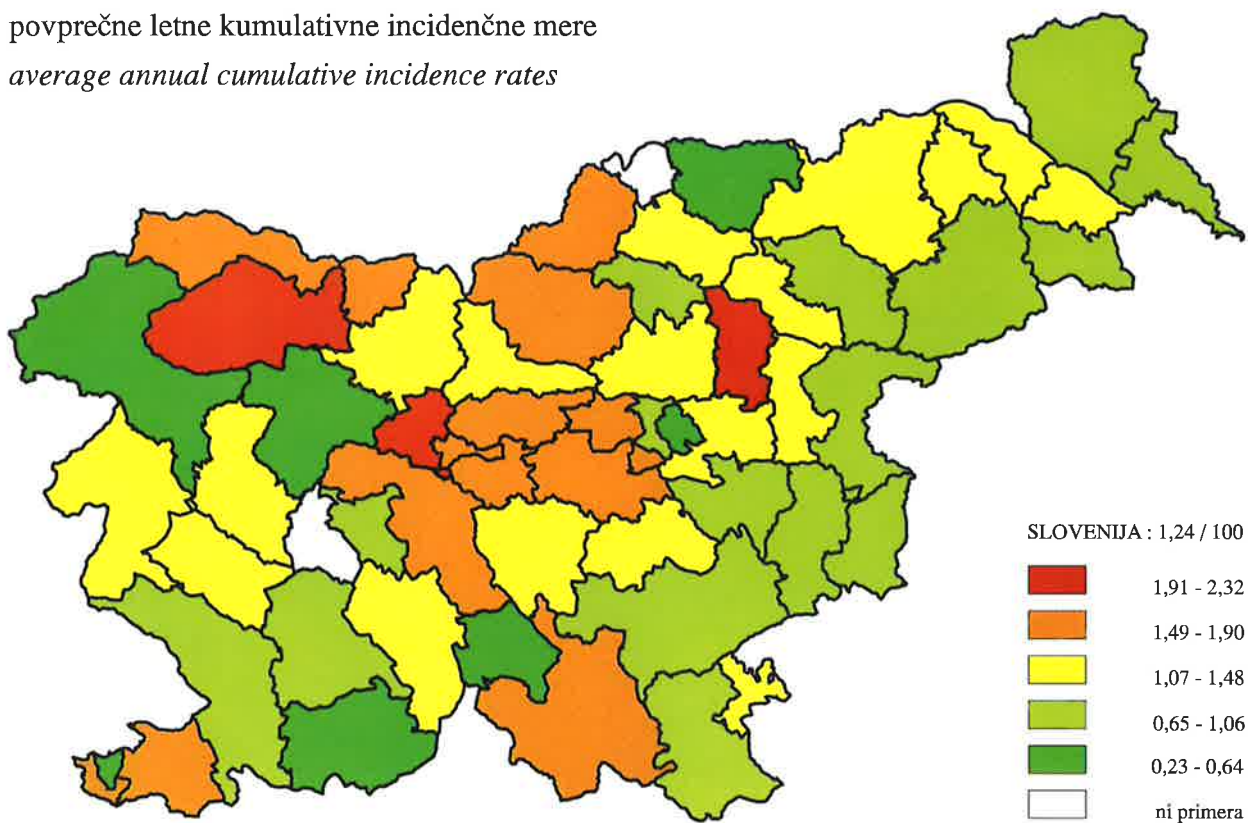 povprečne letne kumulativne incidenčne mere
average annual cumulative incidence rates
SLOVENIJA : 1,24 / 100
1,91 - 2,32
1,49 - 1,90
1,07 - 1,48
0,65 - 1,06
0,23 - 0,64
ni primera